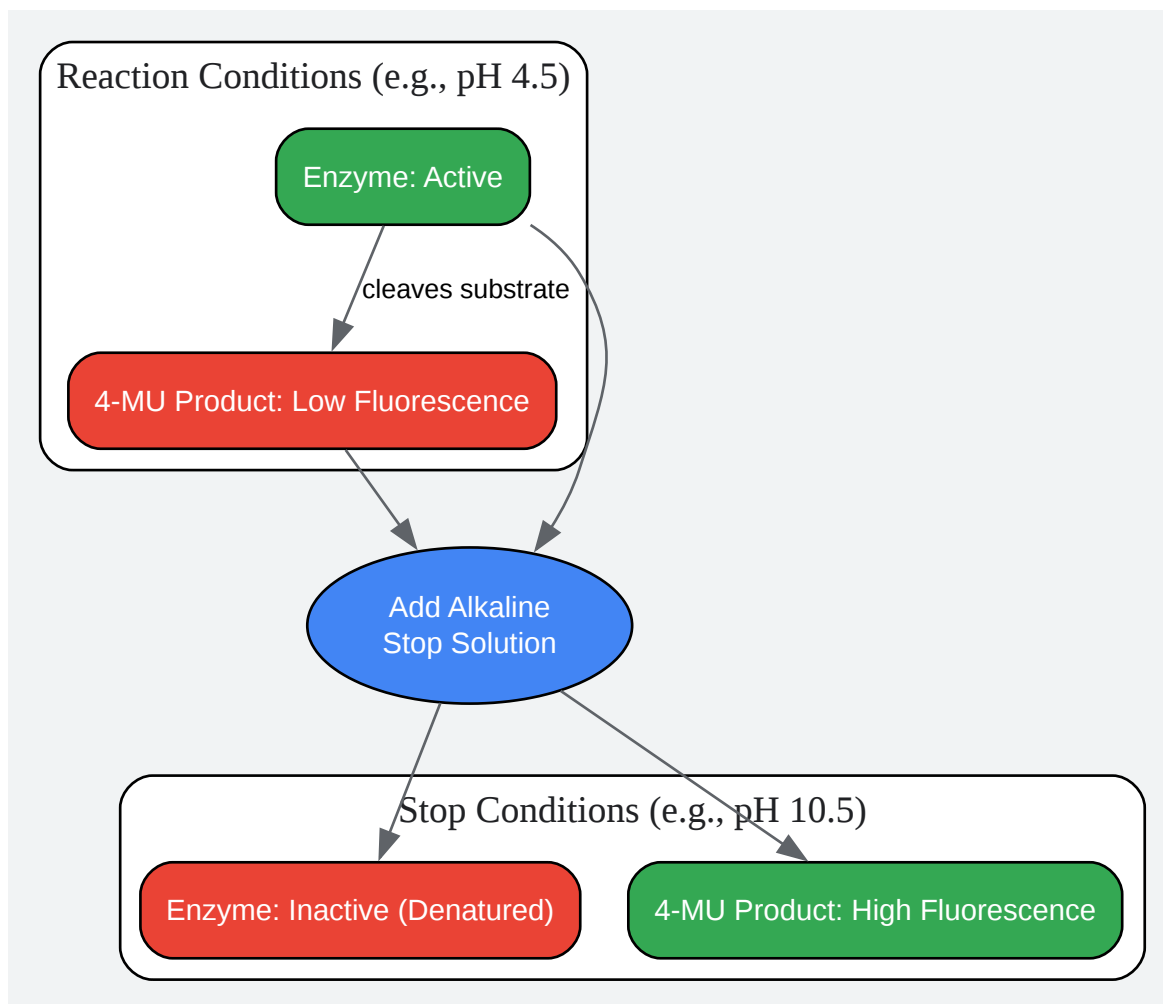 Reaction Conditions (e.g., pH 4.5)
Enzyme: Active
cleaves substrate
4-MU Product: Low Fluorescence
Add Alkaline
Stop Solution
Stop Conditions (e.g., pH 10.5)
Enzyme: Inactive (Denatured)
4-MU Product: High Fluorescence